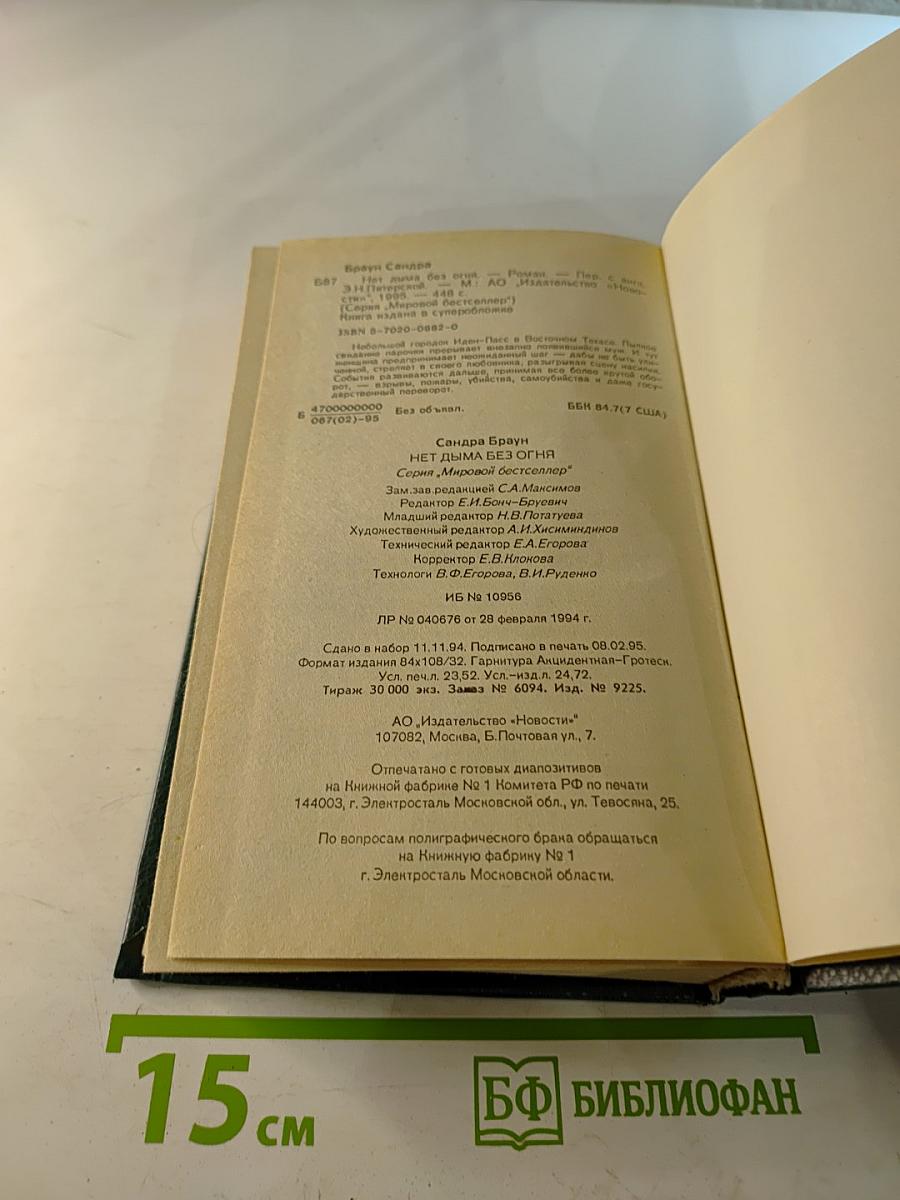 Браун Сандра
Б87 Нет дыма без огня. — Роман. — Пер. с англ.
Э.Н.Питерской. — М.: АО „Издательство «Ново-
сти“, 1995. — 448 с.
(Серия „Мировой бестселлер“)
Книга издана в суперобложке
ISBN 5-7020-0882-0
Небольшой городок Иден-Пасс в Восточном Техасе. Пылкое
свидание парочки прерывает внезапно появившийся муж. И тут
женщина предпринимает неожиданный шаг — дабы не быть ули-
ченной, стреляет в своего любовника, разыгрывая сцену насилия.
События развиваются дальше, принимая все более крутой обо-
рот, — взрывы, пожары, убийства, самоубийства и даже госу-
дарственный переворот.
Б 4700000000 Без объявл. ББК 84.7(7 США)
067(02)-95
Сандра Браун
НЕТ ДЫМА БЕЗ ОГНЯ
Серия „Мировой бестселлер“
Зам.зав.редакцией С.А.Максимов
Редактор Е.И.Бонч-Бруевич
Младший редактор Н.В.Потатуева
Художественный редактор А.И.Хисиминдинов
Технический редактор Е.А.Егорова
Корректор Е.В.Клокова
Технологи В.Ф.Егорова, В.И.Руденко
ИБ № 10956
ЛР № 040676 от 28 февраля 1994 г.
Сдано в набор 11.11.94. Подписано в печать 08.02.95.
Формат издания 84x108/32. Гарнитура Акцидентная-Гротеск.
Усл. печ.л. 23,52. Усл.-изд.л. 24,72.
Тираж 30 000 экз. Заказ № 6094. Изд. № 9225.
АО „Издательство «Новости»“
107082, Москва, Б.Почтовая ул., 7.
Отпечатано с готовых диапозитивов
на Книжной фабрике № 1 Комитета РФ по печати
144003, г. Электросталь Московской обл., ул. Тевосяна, 25.
По вопросам полиграфического брака обращаться
на Книжную фабрику № 1
г. Электросталь Московской области.
15 см
БФ БИБЛИОФАН